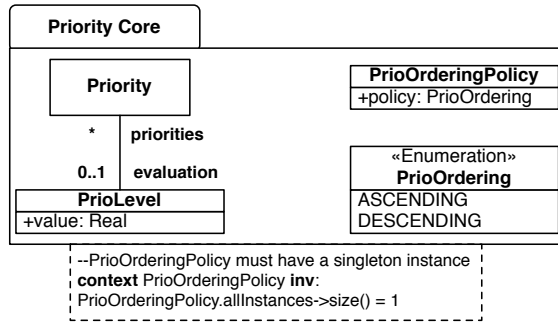 Priority Core
Priority
* priorities
0..1 evaluation
PrioLevel
+value: Real
PrioOrderingPolicy
+policy: PrioOrdering
«Enumeration»
PrioOrdering
ASCENDING
DESCENDING
--PrioOrderingPolicy must have a singleton instance
context PrioOrderingPolicy inv:
PrioOrderingPolicy.allInstances->size() = 1